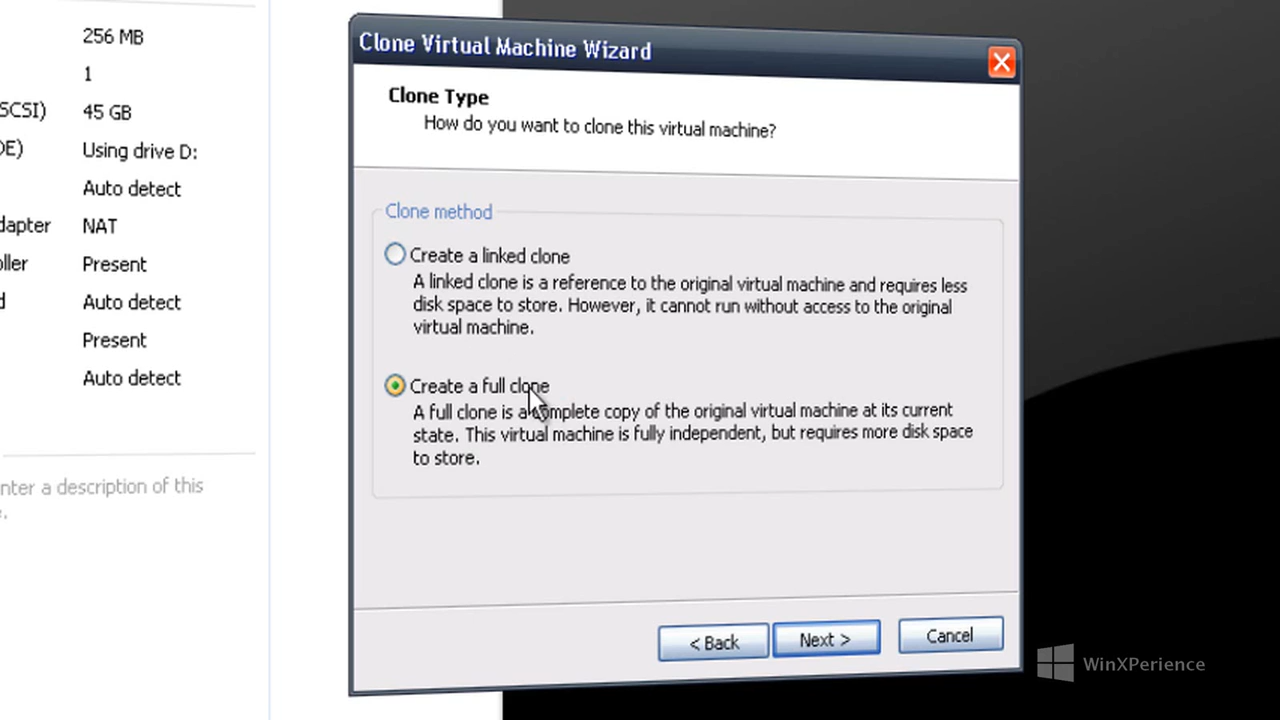 256 MB
1
SCSI) 45 GB
DE) Using drive D:
Auto detect
dapter NAT
oller Present
d Auto detect
Present
Auto detect
nter a description of this
e.
Clone Virtual Machine Wizard
Clone Type
How do you want to clone this virtual machine?
Clone method
Create a linked clone
A linked clone is a reference to the original virtual machine and requires less
disk space to store. However, it cannot run without access to the original
virtual machine.
Create a full clone
A full clone is a complete copy of the original virtual machine at its current
state. This virtual machine is fully independent, but requires more disk space
to store.
< Back Next > Cancel
WinXPerience